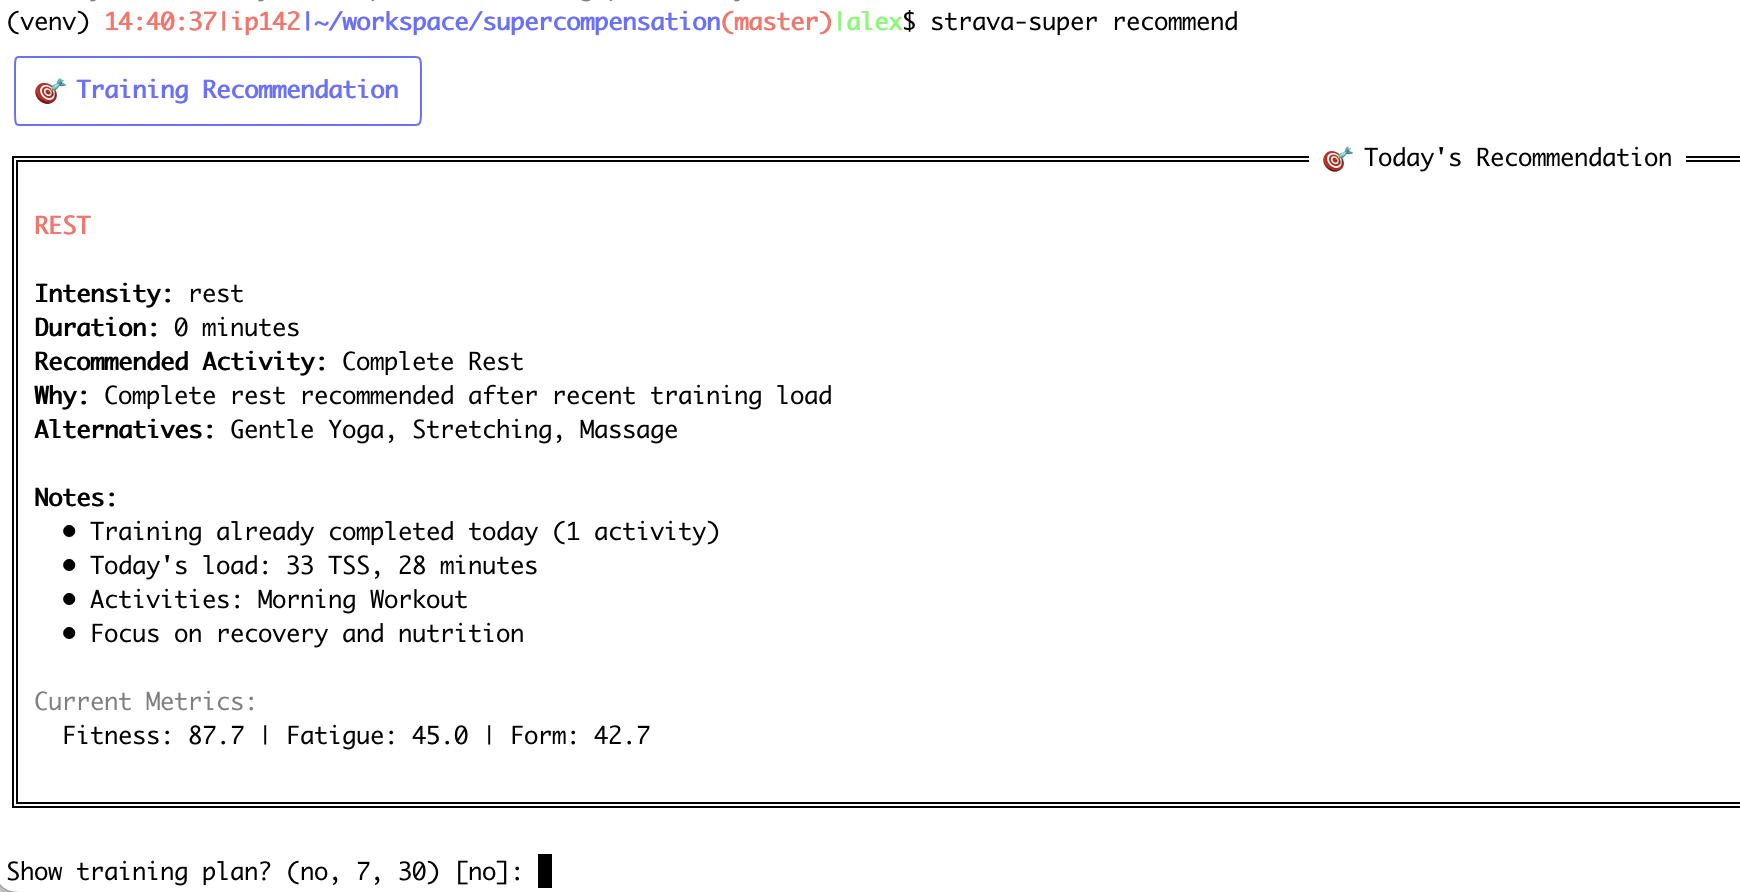 (venv) 14:40:37|ip142|~/workspace/supercompensation(master)|alex$ strava-super recommend
🎯 Training Recommendation
🎯 Today's Recommendation
REST
Intensity: rest
Duration: 0 minutes
Recommended Activity: Complete Rest
Why: Complete rest recommended after recent training load
Alternatives: Gentle Yoga, Stretching, Massage
Notes:
• Training already completed today (1 activity)
• Today's load: 33 TSS, 28 minutes
• Activities: Morning Workout
• Focus on recovery and nutrition
Current Metrics:
Fitness: 87.7 | Fatigue: 45.0 | Form: 42.7
Show training plan? (no, 7, 30) [no]: